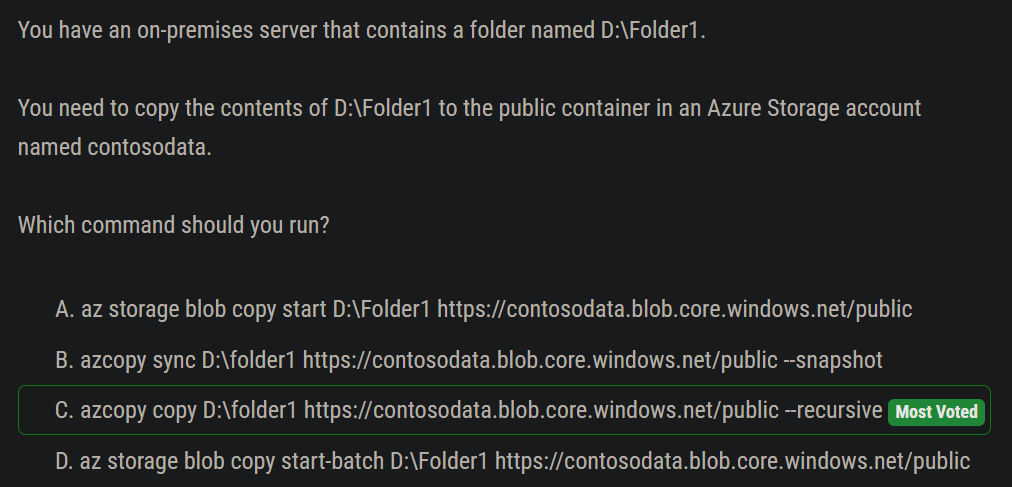 You have an on-premises server that contains a folder named D:\Folder1.
You need to copy the contents of D:\Folder1 to the public container in an Azure Storage account
named contosodata.
Which command should you run?
A. az storage blob copy start D:\Folder1 https://contosodata.blob.core.windows.net/public
B. azcopy sync D:\folder1 https://contosodata.blob.core.windows.net/public --snapshot
C. azcopy copy D:\folder1 https://contosodata.blob.core.windows.net/public --recursive Most Voted
D. az storage blob copy start-batch D:\Folder1 https://contosodata.blob.core.windows.net/public